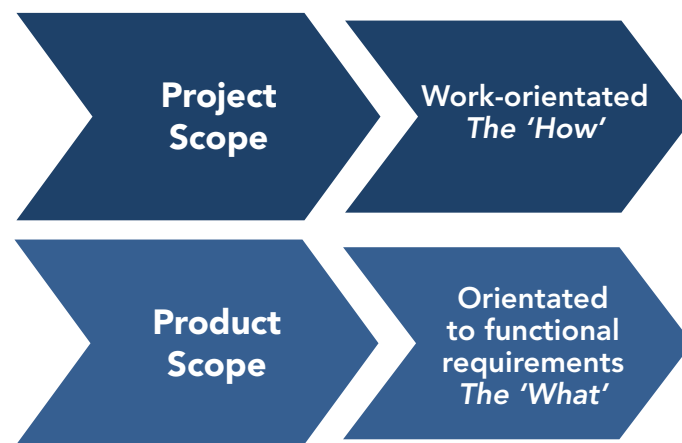 Project
Scope
Work-orientated
The ‘How’
Product
Scope
Orientated
to functional
requirements
The ‘What’